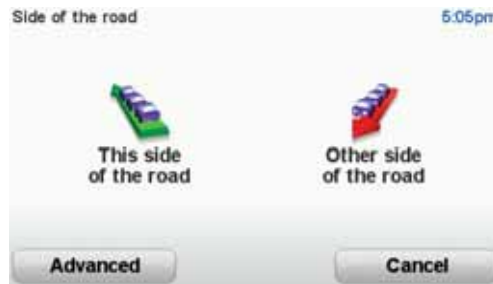 Side of the road
5:05pm
This side
of the road
Other side
of the road
Advanced
Cancel